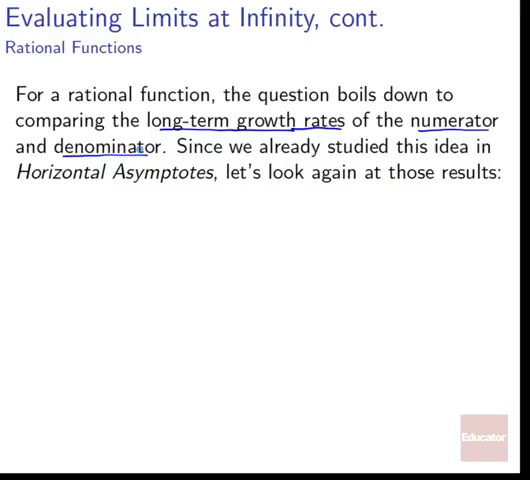 Evaluating Limits at Infinity, cont.
Rational Functions
For a rational function, the question boils down to
comparing the long-term growth rates of the numerator
and denominator. Since we already studied this idea in
Horizontal Asymptotes, let's look again at those results:
Educator